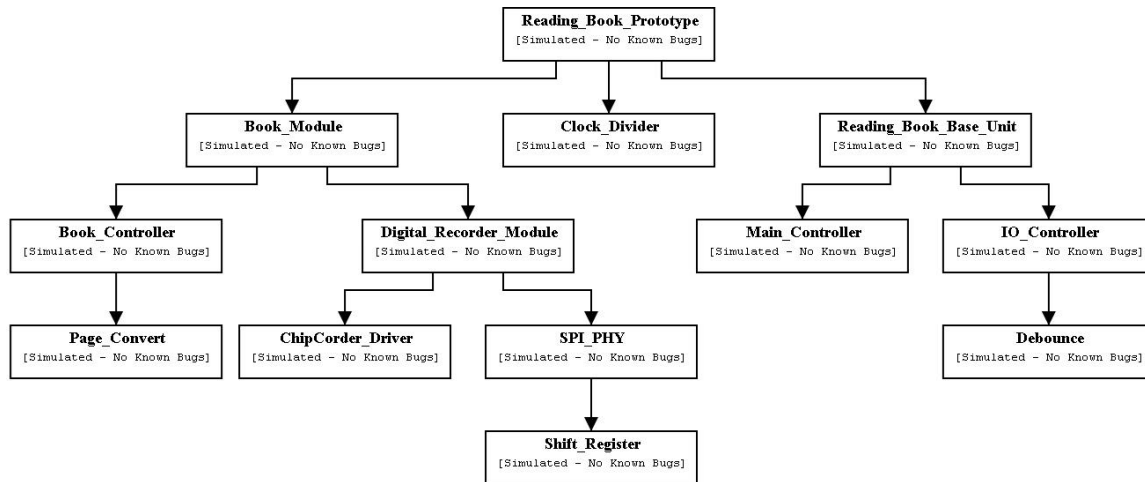 Reading_Book_Prototype
[Simulated - No Known Bugs]
Book_Module
[Simulated - No Known Bugs]
Clock_Divider
[Simulated - No Known Bugs]
Reading_Book_Base_Unit
[Simulated - No Known Bugs]
Book_Controller
[Simulated - No Known Bugs]
Digital_Recorder_Module
[Simulated - No Known Bugs]
Main_Controller
[Simulated - No Known Bugs]
IO_Controller
[Simulated - No Known Bugs]
Page_Convert
[Simulated - No Known Bugs]
ChipCorder_Driver
[Simulated - No Known Bugs]
SPI_PHY
[Simulated - No Known Bugs]
Debounce
[Simulated - No Known Bugs]
Shift_Register
[Simulated - No Known Bugs]